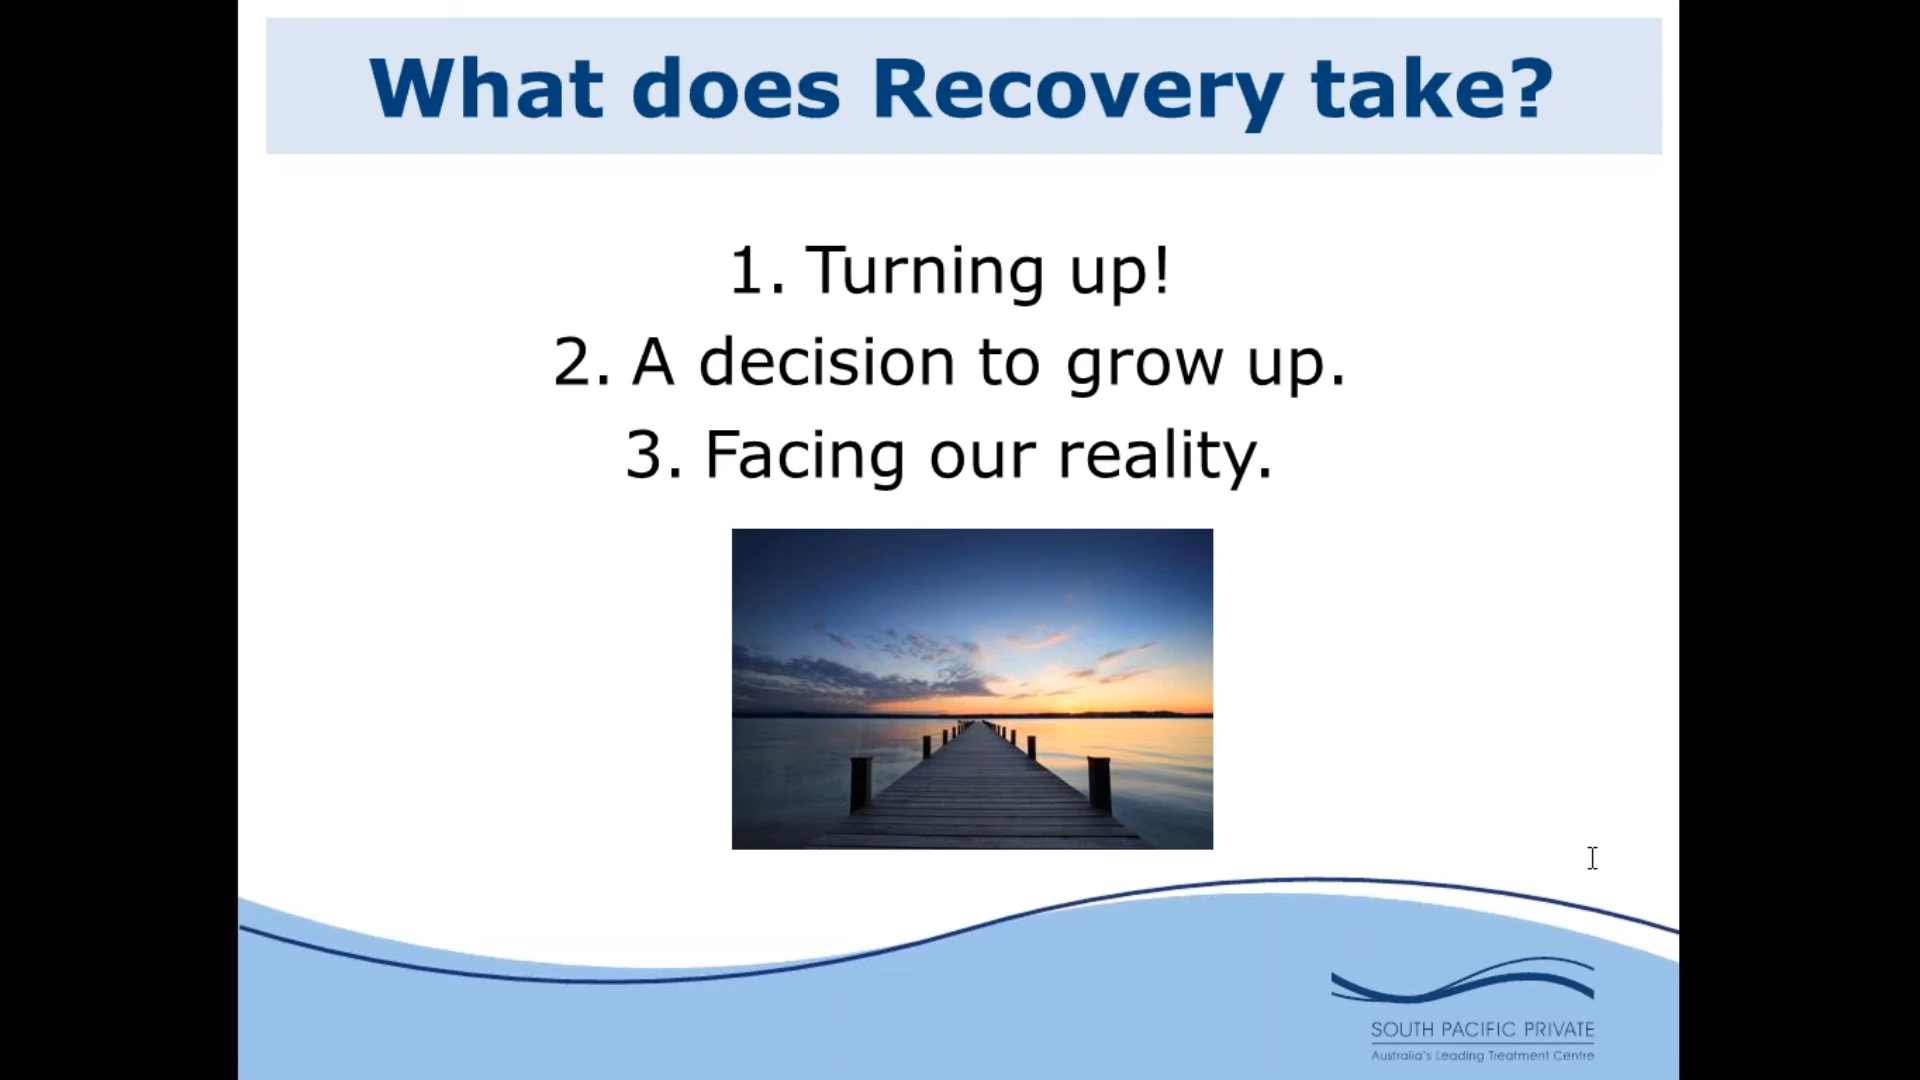 What does Recovery take?
1. Turning up!
2. A decision to grow up.
3. Facing our reality.
SOUTH PACIFIC PRIVATE
Australia's Leading Treatment Centre